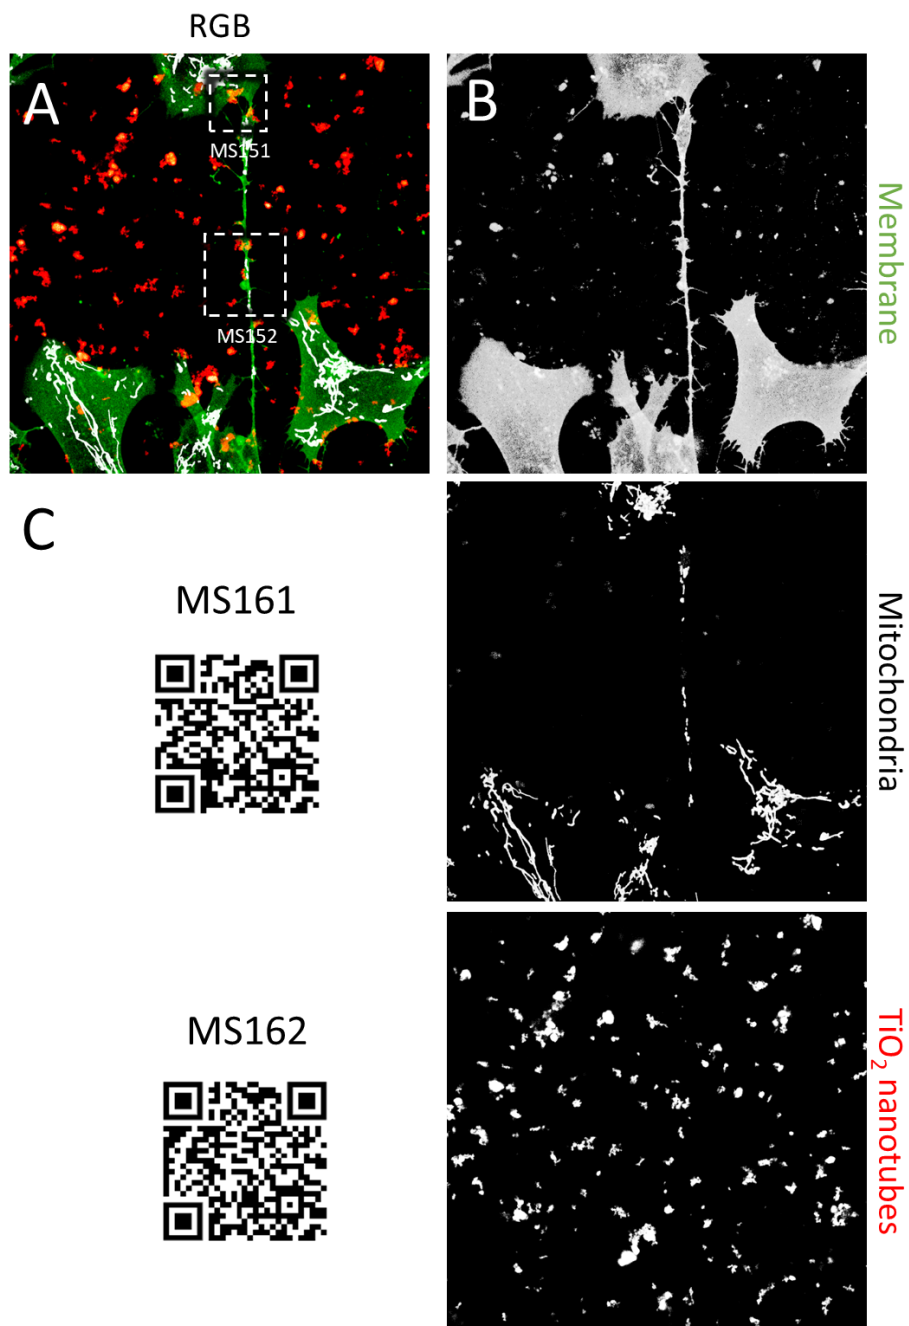 RGB
A
MS151
MS152
B
Membrane
C
MS161
Mitochondria
MS162
TiO₂ nanotubes